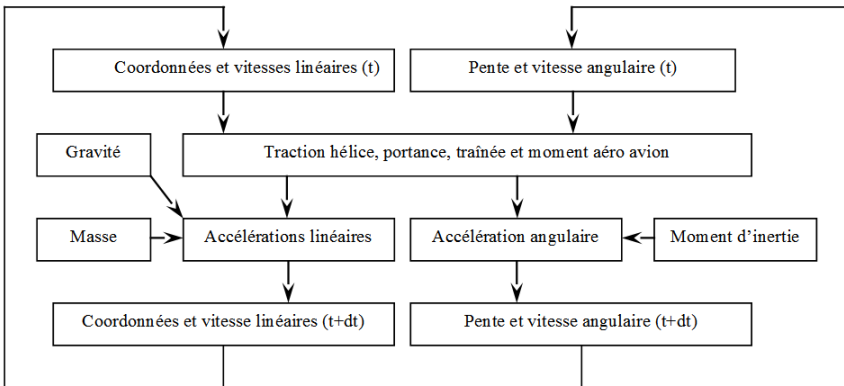 Coordonnées et vitesses linéaires (t)
Pente et vitesse angulaire (t)
Gravité
Traction hélice, portance, traînée et moment aéro avion
Masse
Accélérations linéaires
Accélération angulaire
Moment d’inertie
Coordonnées et vitesse linéaires (t+dt)
Pente et vitesse angulaire (t+dt)